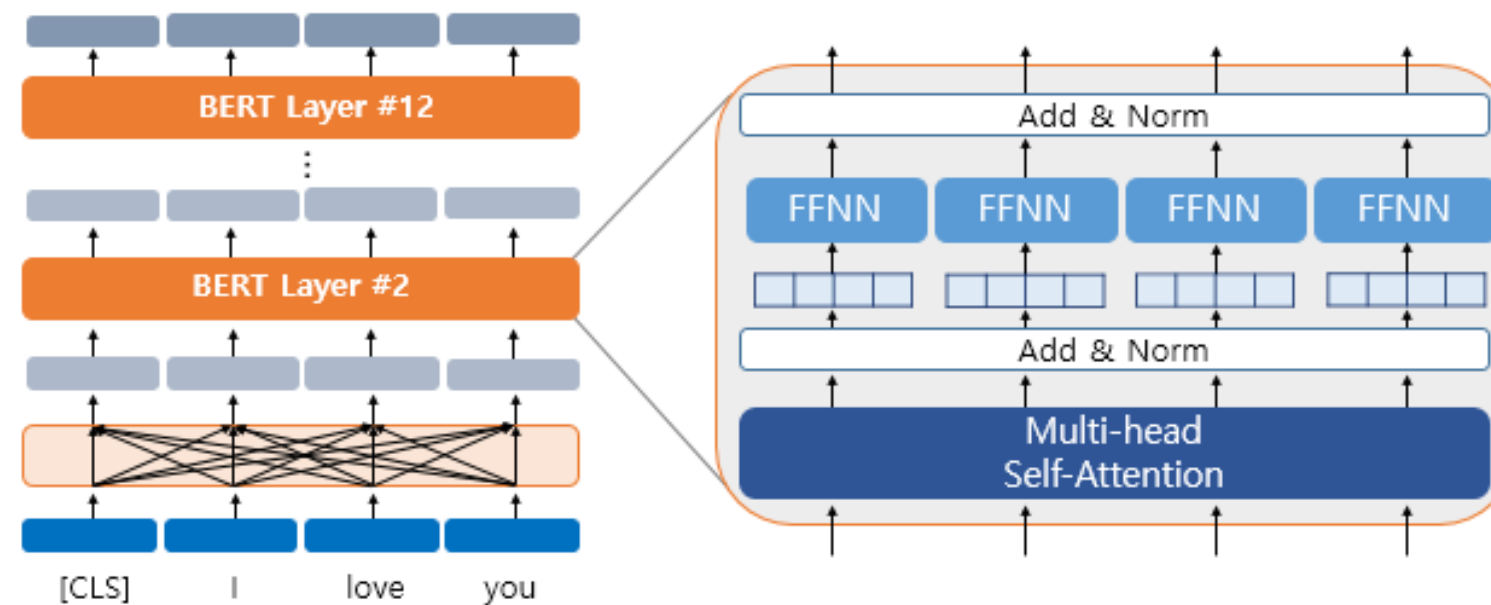 BERT Layer #12
⋮
BERT Layer #2
[CLS] I love you
Add & Norm
FFNN FFNN FFNN FFNN
Add & Norm
Multi-head
Self-Attention